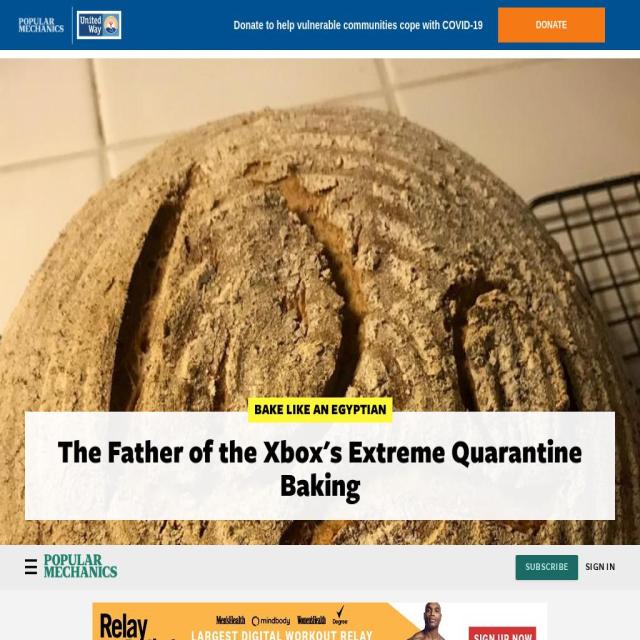 POPULAR
MECHANICS
United
Way
Donate to help vulnerable communities cope with COVID-19
DONATE
BAKE LIKE AN EGYPTIAN
The Father of the Xbox's Extreme Quarantine
Baking
POPULAR
MECHANICS
SUBSCRIBE
SIGN IN
Relay
Men'sHealth
mindbody
Women'sHealth
Degree
LARGEST DIGITAL WORKOUT RELAY
SIGN UP NOW